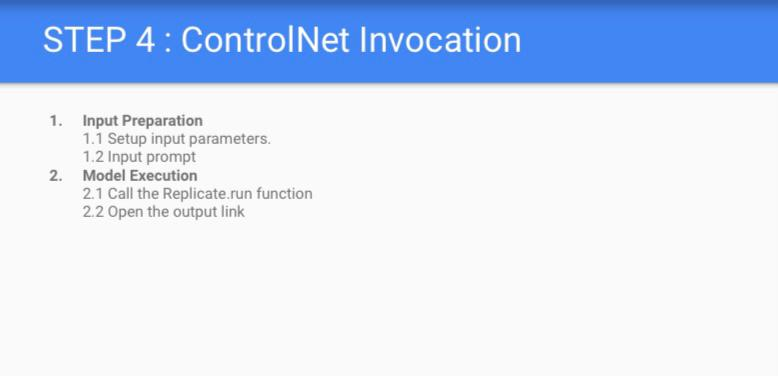 STEP 4 : ControlNet Invocation
1. Input Preparation
1.1 Setup input parameters.
1.2 Input prompt
2. Model Execution
2.1 Call the Replicate.run function
2.2 Open the output link